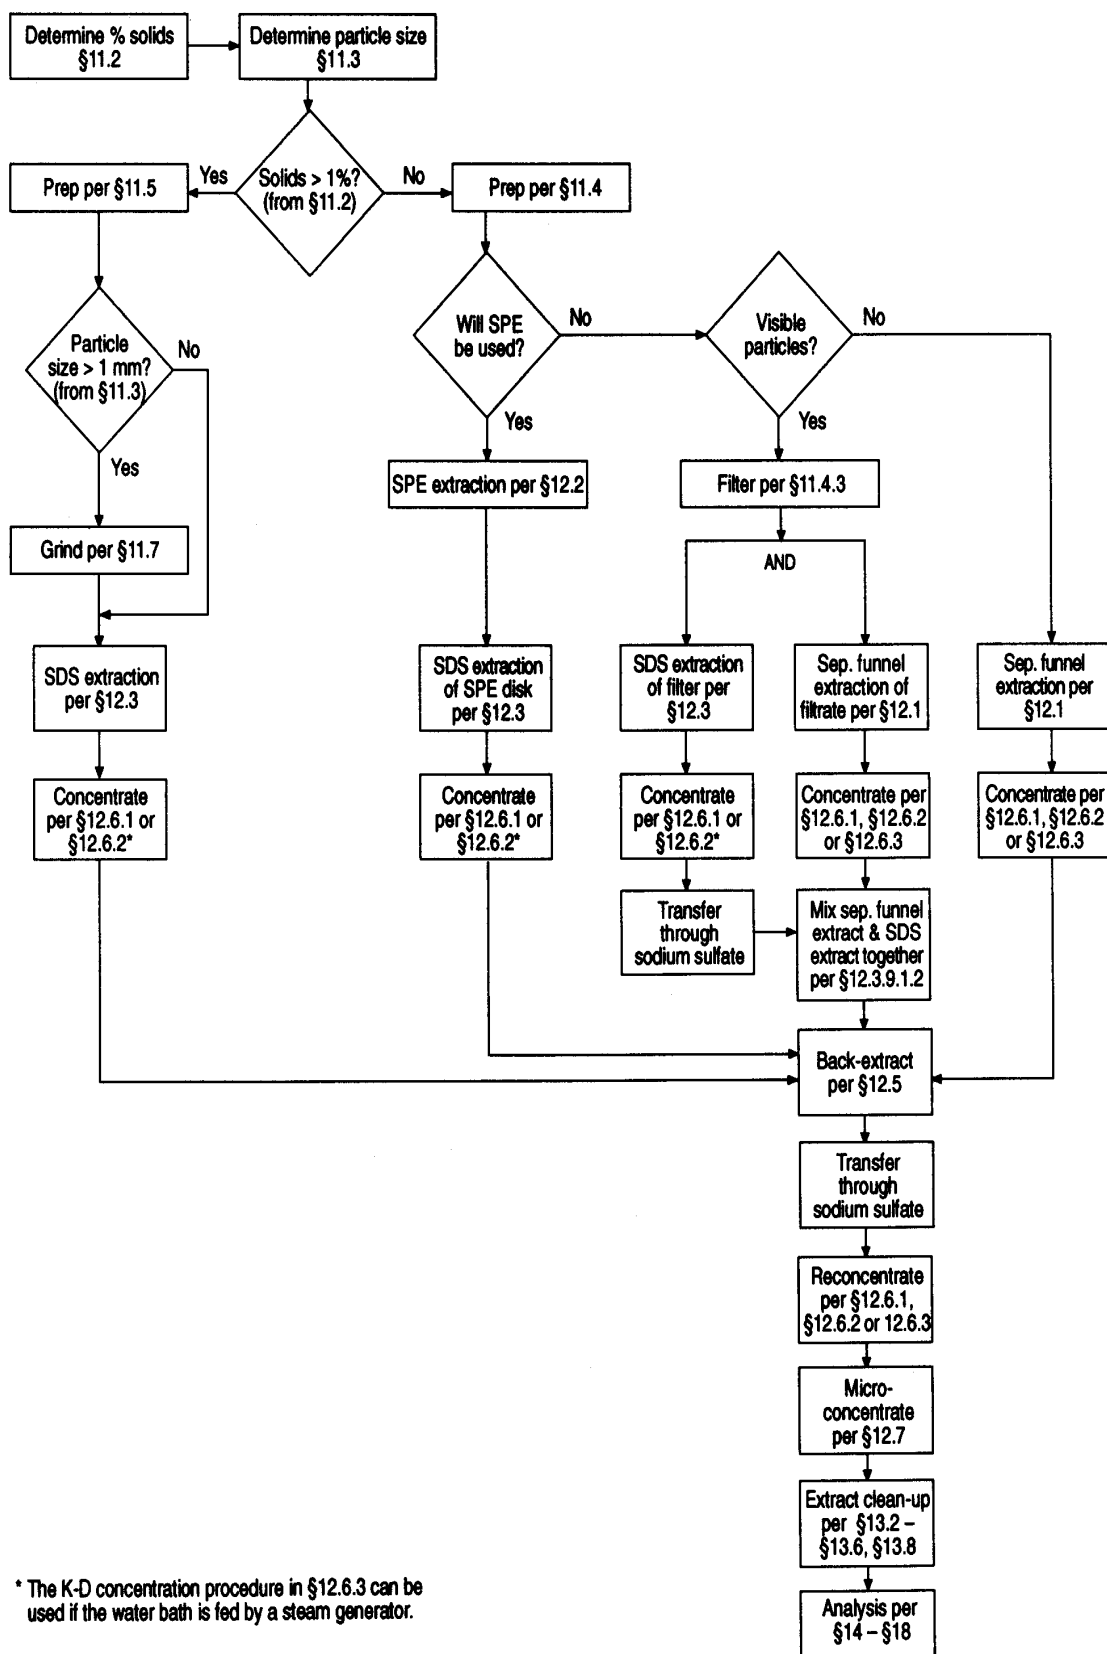 Determine % solids
§11.2
Determine particle size
§11.3
Solids > 1%?
(from §11.2)
Yes
No
Prep per §11.5
Prep per §11.4
Particle
size > 1 mm?
(from §11.3)
No
Yes
Grind per §11.7
SDS extraction
per §12.3
Concentrate
per §12.6.1 or
§12.6.2*
Will SPE
be used?
No
Yes
SPE extraction per §12.2
SDS extraction
of SPE disk
per §12.3
Concentrate
per §12.6.1 or
§12.6.2*
Visible
particles?
No
Yes
Filter per §11.4.3
AND
SDS extraction
of filter per
§12.3
Concentrate
per §12.6.1 or
§12.6.2*
Transfer
through
sodium sulfate
Sep. funnel
extraction of
filtrate per §12.1
Concentrate per
§12.6.1, §12.6.2
or §12.6.3
Mix sep. funnel
extract & SDS
extract together
per §12.3.9.1.2
Sep. funnel
extraction per
§12.1
Concentrate per
§12.6.1, §12.6.2
or §12.6.3
Back-extract
per §12.5
Transfer
through
sodium sulfate
Reconcentrate
per §12.6.1,
§12.6.2 or 12.6.3
Micro-
concentrate
per §12.7
Extract clean-up
per §13.2 –
§13.6, §13.8
Analysis per
§14 – §18
* The K-D concentration procedure in §12.6.3 can be
used if the water bath is fed by a steam generator.